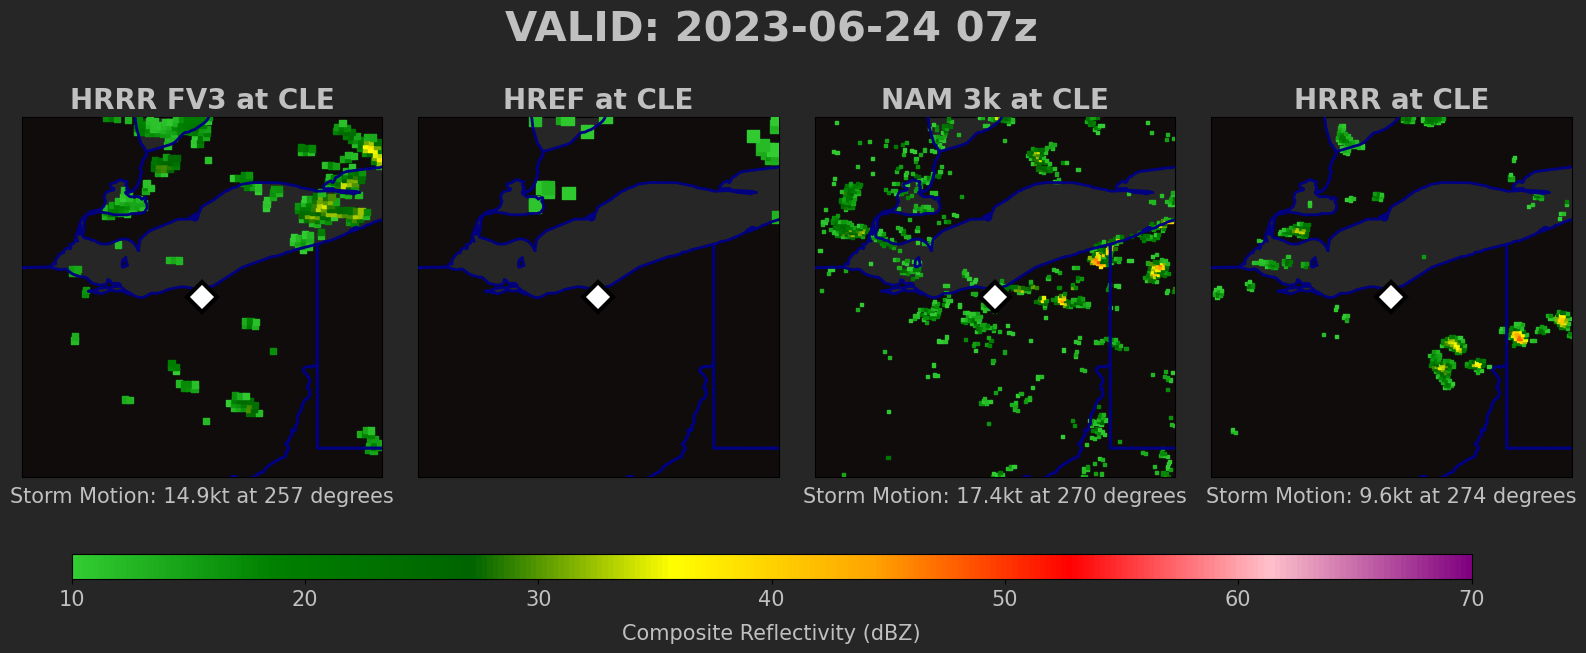 VALID: 2023-06-24 07z
HRRR FV3 at CLE
HREF at CLE
NAM 3k at CLE
HRRR at CLE
Storm Motion: 14.9kt at 257 degrees
Storm Motion: 17.4kt at 270 degrees
Storm Motion: 9.6kt at 274 degrees
10 20 30 40 50 60 70
Composite Reflectivity (dBZ)